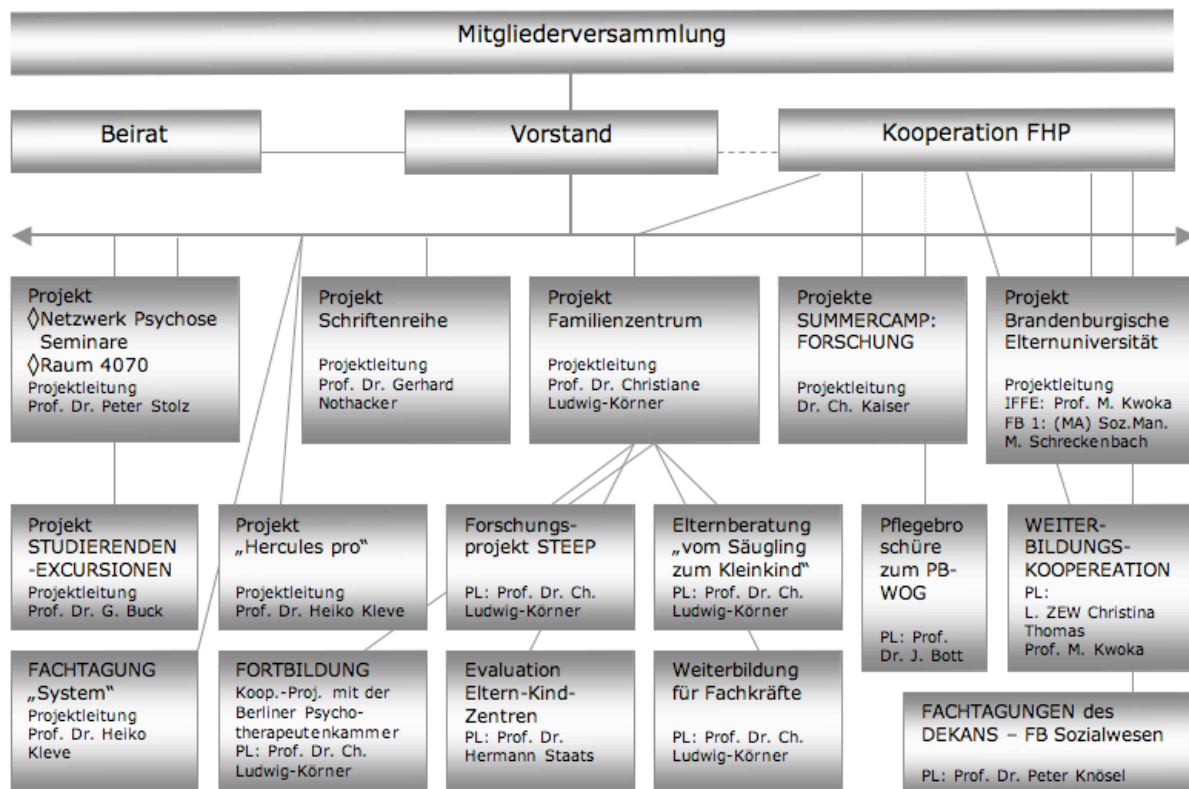 Mitgliederversammlung
Beirat
Vorstand
Kooperation FHP
Projekt
◊Netzwerk Psychose
Seminare
◊Raum 4070
Projektleitung
Prof. Dr. Peter Stolz
Projekt
Schriftenreihe
Projektleitung
Prof. Dr. Gerhard
Nothacker
Projekt
Familienzentrum
Projektleitung
Prof. Dr. Christiane
Ludwig-Körner
Projekte
SUMMERCAMP:
FORSCHUNG
Projektleitung
Dr. Ch. Kaiser
Projekt
Brandenburgische
Elternuniversität
Projektleitung
IFFE: Prof. M. Kwoka
FB 1: (MA) Soz.Man.
M. Schreckenbach
Projekt
STUDIERENDEN
-EXCURSIONEN
Projektleitung
Prof. Dr. G. Buck
Projekt
„Hercules pro“
Projektleitung
Prof. Dr. Heiko Kleve
Forschungs-
projekt STEEP
PL: Prof. Dr. Ch.
Ludwig-Körner
Elternberatung
„vom Säugling
zum Kleinkind“
PL: Prof. Dr. Ch.
Ludwig-Körner
Pflegebro
schüre
zum PB-
WOG
PL: Prof.
Dr. J. Bott
WEITER-
BILDUNGS-
KOOPEREATION
PL:
L. ZEW Christina
Thomas
Prof. M. Kwoka
FACHTAGUNG
„System“
Projektleitung
Prof. Dr. Heiko
Kleve
FORTBILDUNG
Koop.-Proj. mit der
Berliner Psycho-
therapeutenkammer
PL: Prof. Dr. Ch.
Ludwig-Körner
Evaluation
Eltern-Kind-
Zentren
PL: Prof. Dr.
Hermann Staats
Weiterbildung
für Fachkräfte
PL: Prof. Dr. Ch.
Ludwig-Körner
FACHTAGUNGEN des
DEKANS – FB Sozialwesen
PL: Prof. Dr. Peter Knösel